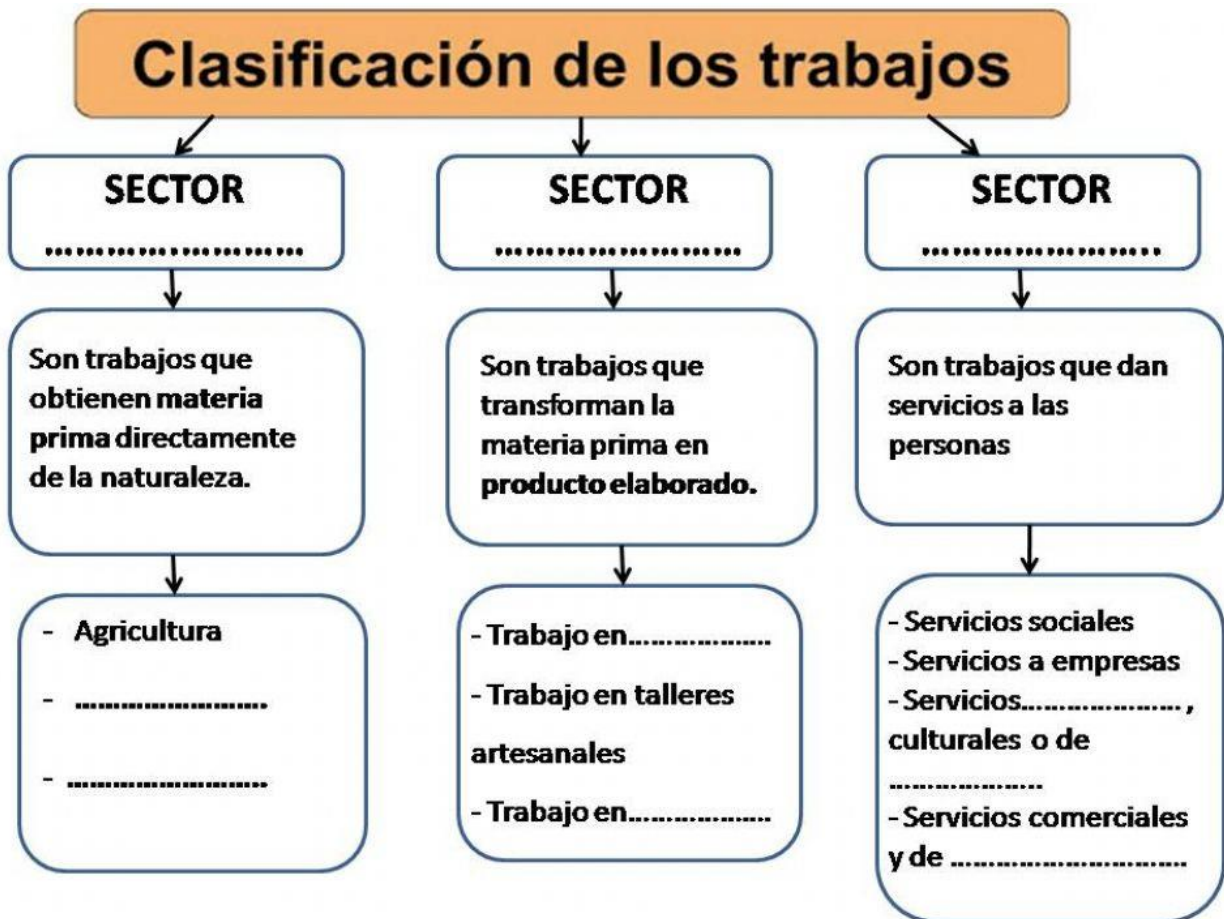 Clasificación de los trabajos
SECTOR
..........................
Son trabajos que
obtienen materia
prima directamente
de la naturaleza.
- Agricultura
- ..........................
- ..........................
SECTOR
........................
Son trabajos que
transforman la
materia prima en
producto elaborado.
- Trabajo en...................
- Trabajo en talleres
artesanales
- Trabajo en...................
SECTOR
.......................
Son trabajos que dan
servicios a las
personas
- Servicios sociales
- Servicios a empresas
- Servicios..................... ,
culturales o de
....................
- Servicios comerciales
y de ...............................